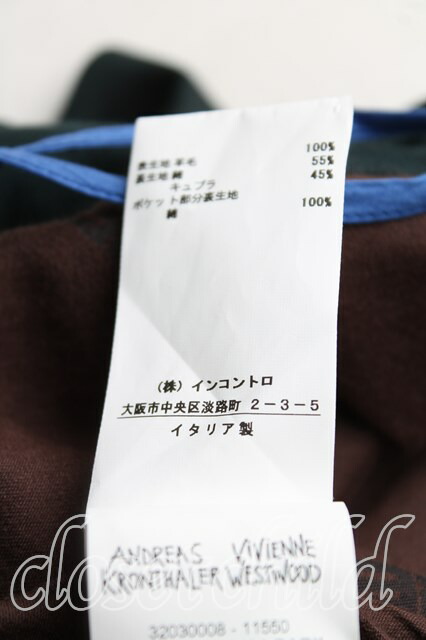 表生地 羊毛 100%
裏生地 綿 55%
キュプラ 45%
ポケット部分裏生地
綿 100%
(株) インコントロ
大阪市中央区淡路町 2-3-5
イタリア製
ANDREAS VIVIENNE
KRONTHALER WESTWOOD
closet child
32030008 - 11550